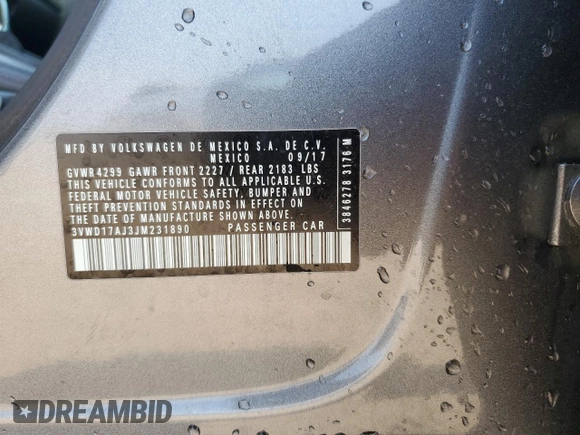 MFD BY VOLKSWAGEN DE MEXICO S.A. DE C.V.
MEXICO 09/17
GVWR 4299 GAWR FRONT 2227 / REAR 2183 LBS
THIS VEHICLE CONFORMS TO ALL APPLICABLE U.S.
FEDERAL MOTOR VEHICLE SAFETY, BUMPER AND
THEFT PREVENTION STANDARDS IN EFFECT ON
THE DATE OF MANUFACTURE SHOWN ABOVE.
3VWD17AJ3JM231890 PASSENGER CAR
3846278 3176 M
DREAMBID